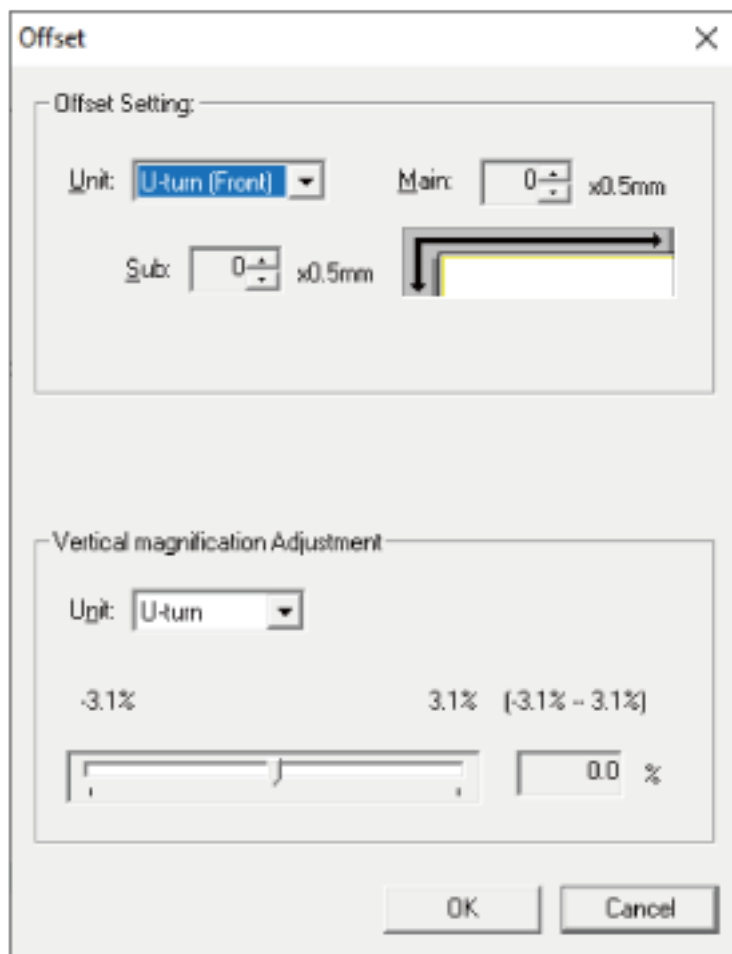 Offset
Offset Setting:
Unit: U-turn (Front) Main: 0 x0.5mm
Sub: 0 x0.5mm
Vertical magnification Adjustment
Unit: U-turn
-3.1% 3.1% (-3.1% -- 3.1%)
0.0 %
OK Cancel